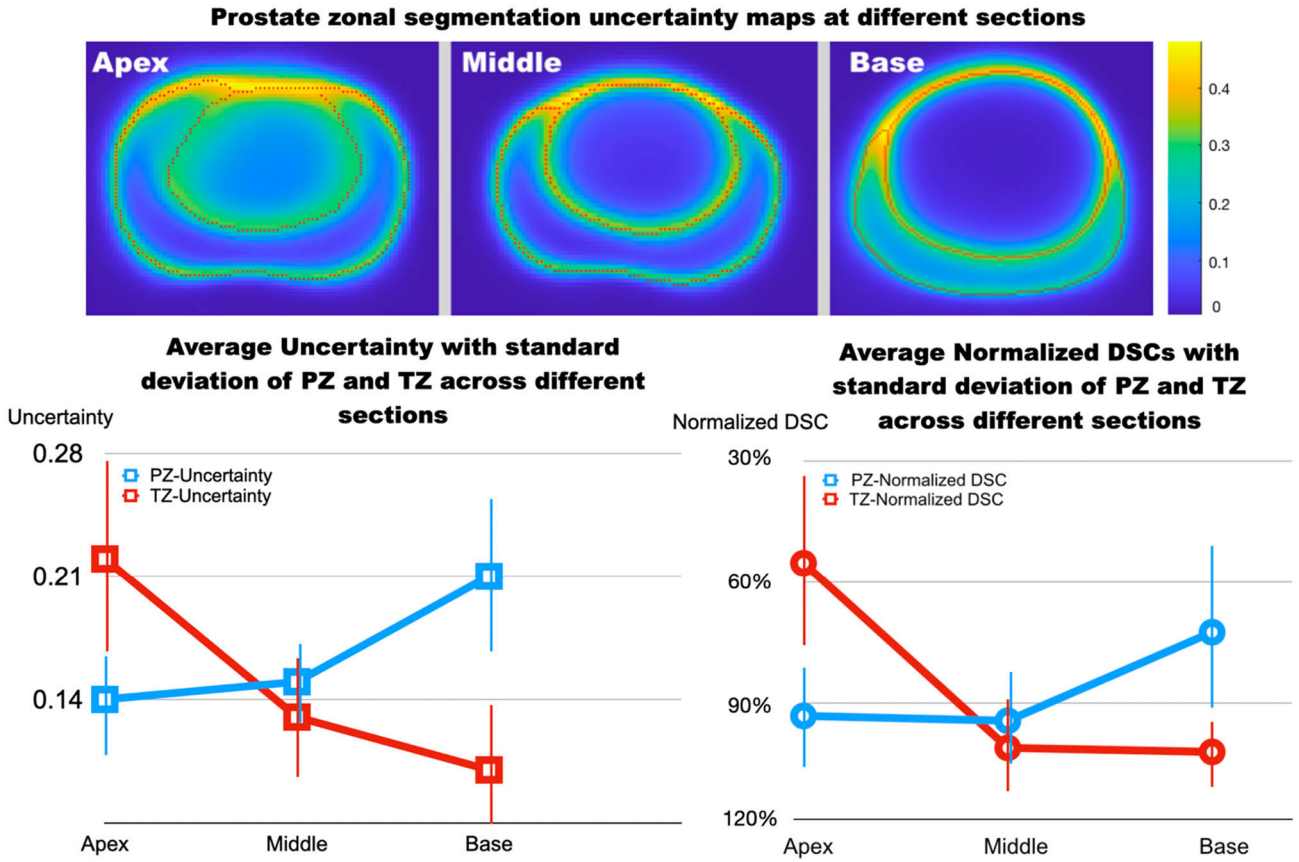 Prostate zonal segmentation uncertainty maps at different sections
Apex
Middle
Base
0.4
0.3
0.2
0.1
0
Average Uncertainty with standard
deviation of PZ and TZ across different
sections
Uncertainty
0.28
0.21
0.14
PZ-Uncertainty
TZ-Uncertainty
Apex
Middle
Base
Average Normalized DSCs with
standard deviation of PZ and TZ
across different sections
Normalized DSC
30%
60%
90%
120%
PZ-Normalized DSC
TZ-Normalized DSC
Apex
Middle
Base